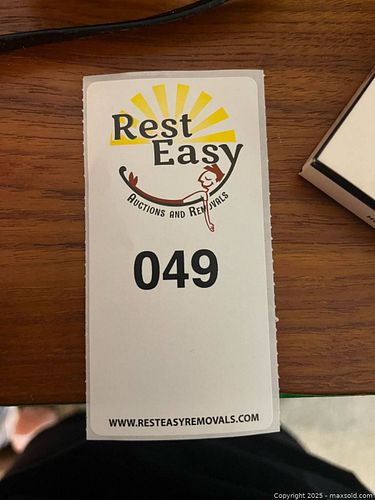 Rest
Easy
AUCTIONS AND REMOVALS
049
WWW.RESTEASYREMOVALS.COM
Copyright 2025 - maxsold.com